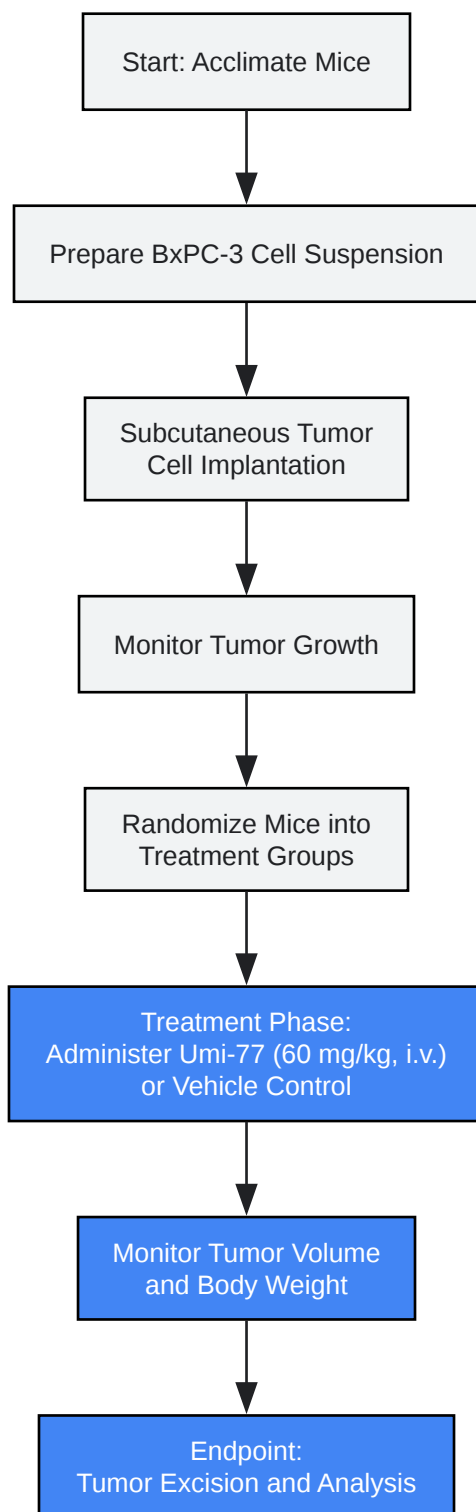 Start: Acclimate Mice
Prepare BxPC-3 Cell Suspension
Subcutaneous Tumor
Cell Implantation
Monitor Tumor Growth
Randomize Mice into
Treatment Groups
Treatment Phase:
Administer Umi-77 (60 mg/kg, i.v.)
or Vehicle Control
Monitor Tumor Volume
and Body Weight
Endpoint:
Tumor Excision and Analysis